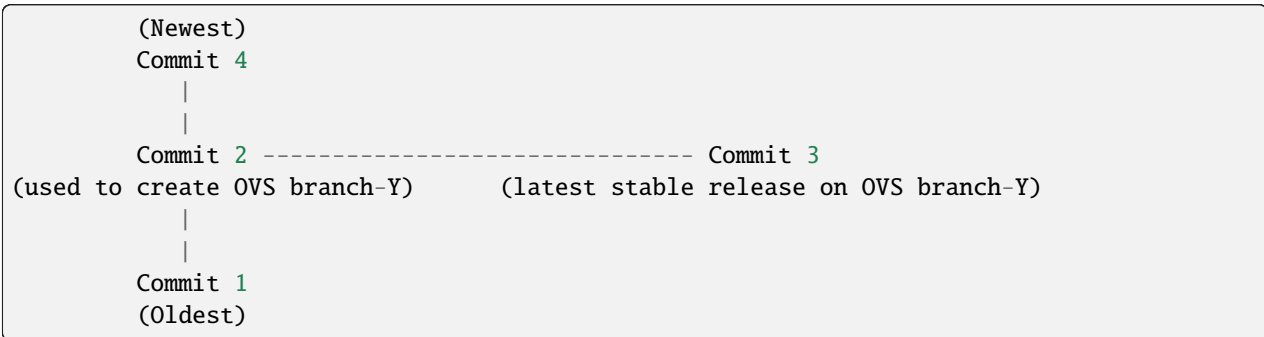 (Newest)
Commit 4
|
|
Commit 2 ------------------------------- Commit 3
(used to create OVS branch-Y) (latest stable release on OVS branch-Y)
|
|
Commit 1
(Oldest)